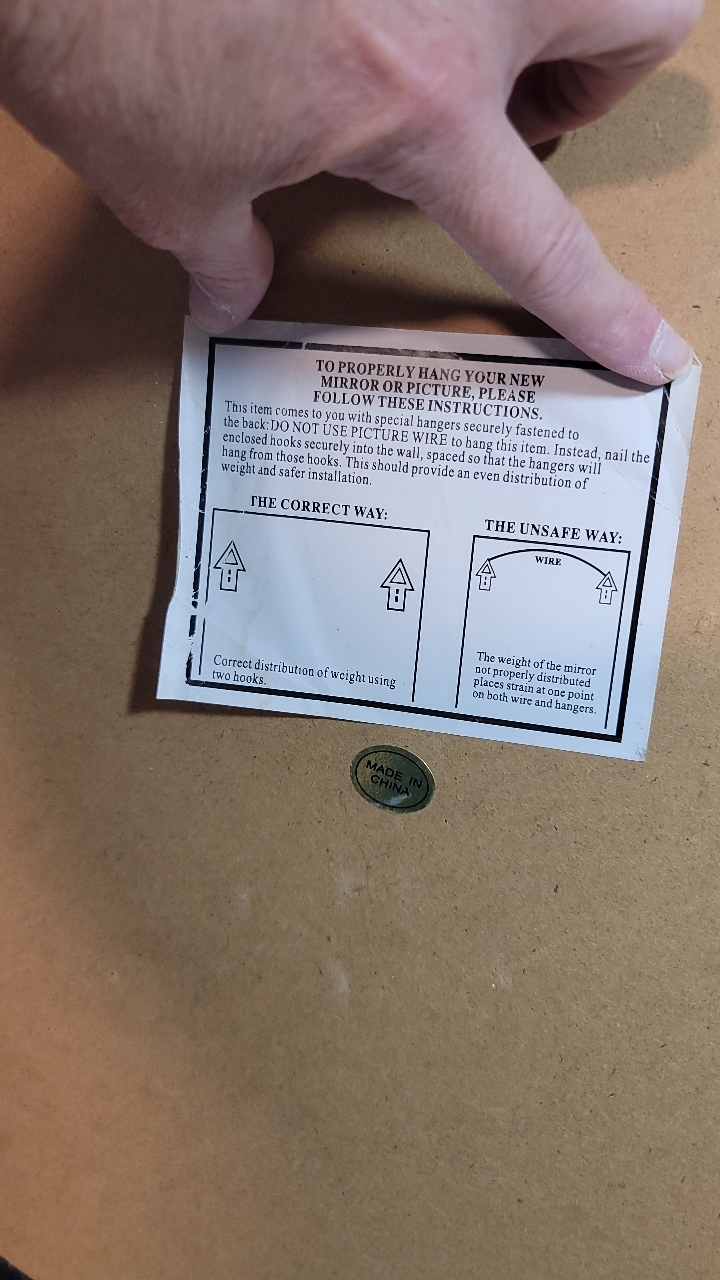 TO PROPERLY HANG YOUR NEW
MIRROR OR PICTURE, PLEASE
FOLLOW THESE INSTRUCTIONS.
This item comes to you with special hangers securely fastened to
the back: DO NOT USE PICTURE WIRE to hang this item. Instead, nail the
enclosed hooks securely into the wall, spaced so that the hangers will
hang from those hooks. This should provide an even distribution of
weight and safer installation.
THE CORRECT WAY:
Correct distribution of weight using
two hooks.
THE UNSAFE WAY:
WIRE
The weight of the mirror
not properly distributed
places strain at one point
on both wire and hangers.
MADE IN
CHINA